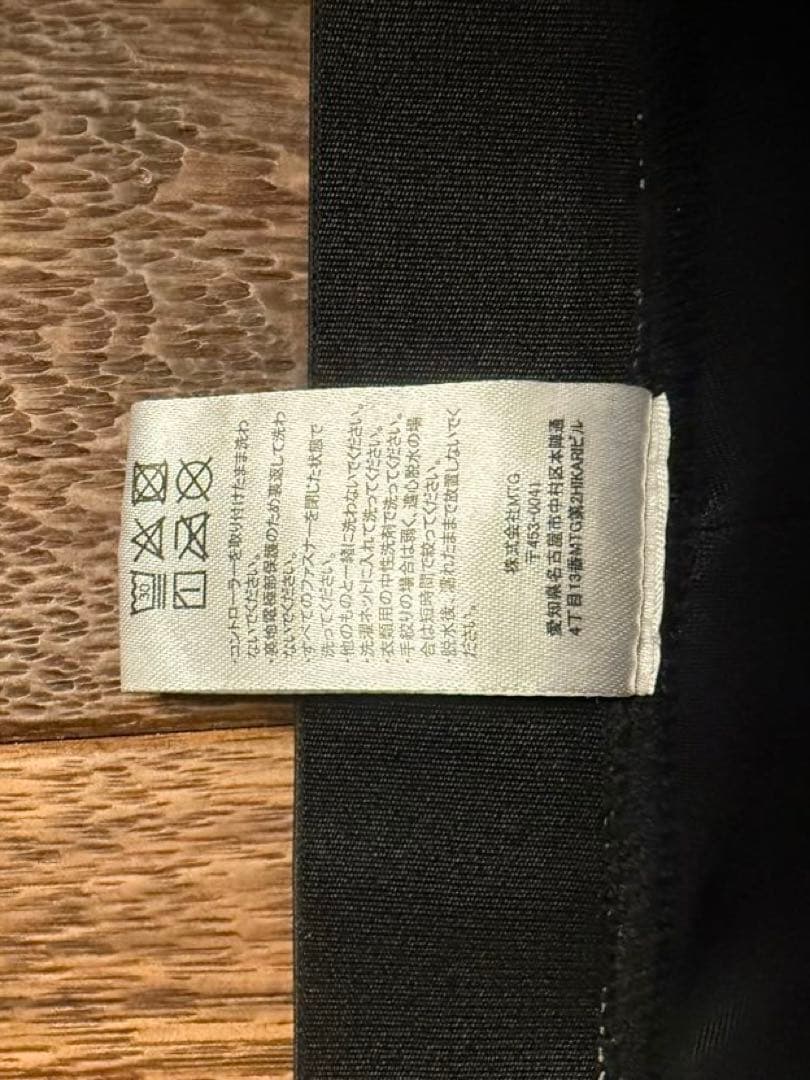 30
・コントローラーを取り付けたまま洗わ
ないでください。
・裏地電極部保護のため裏返して洗わ
ないでください。
・すべてのファスナーを閉じた状態で
洗ってください。
・他のものと一緒に洗わないでください。
・洗濯ネットに入れて洗ってください。
・衣類用の中性洗剤で洗ってください。
・手絞りの場合は弱く、遠心脱水の場
合は短時間で絞ってください。
・脱水後、濡れたままで放置しないでく
ださい。
株式会社MTG
〒453-0041
愛知県名古屋市中村区本陣通
4丁目13番MTG第2HIKARIビル